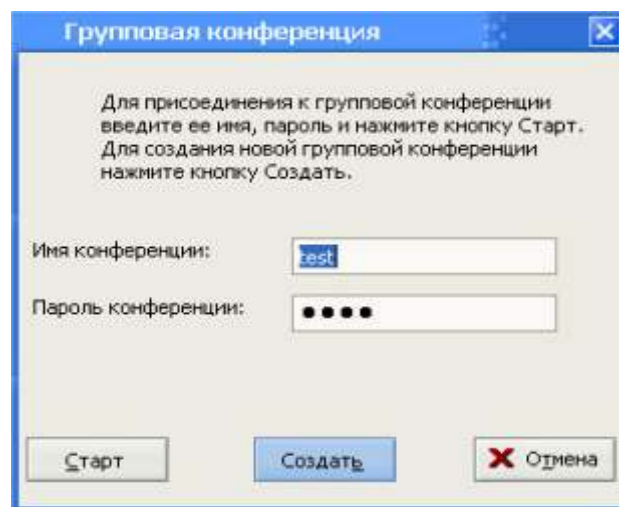 Групповая конференция
Для присоединения к групповой конференции
введите ее имя, пароль и нажмите кнопку Старт.
Для создания новой групповой конференции
нажмите кнопку Создать.
Имя конференции:
test
Пароль конференции:
●●●●
Старт
Создать
Отмена